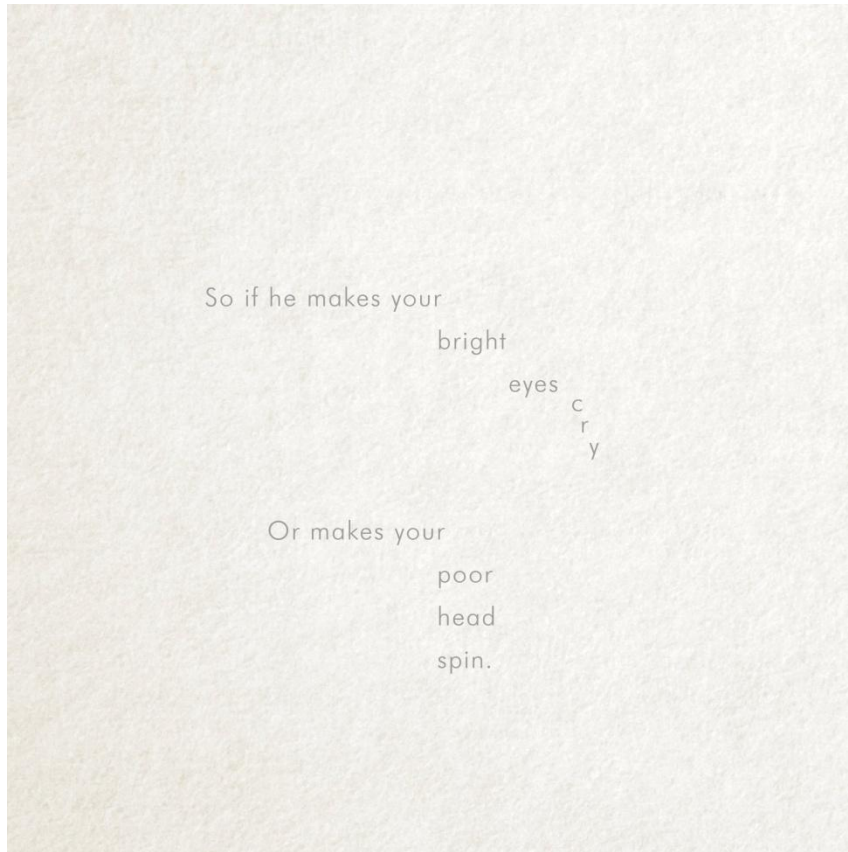 So if he makes your
bright
eyes
c
r
y
Or makes your
poor
head
spin.